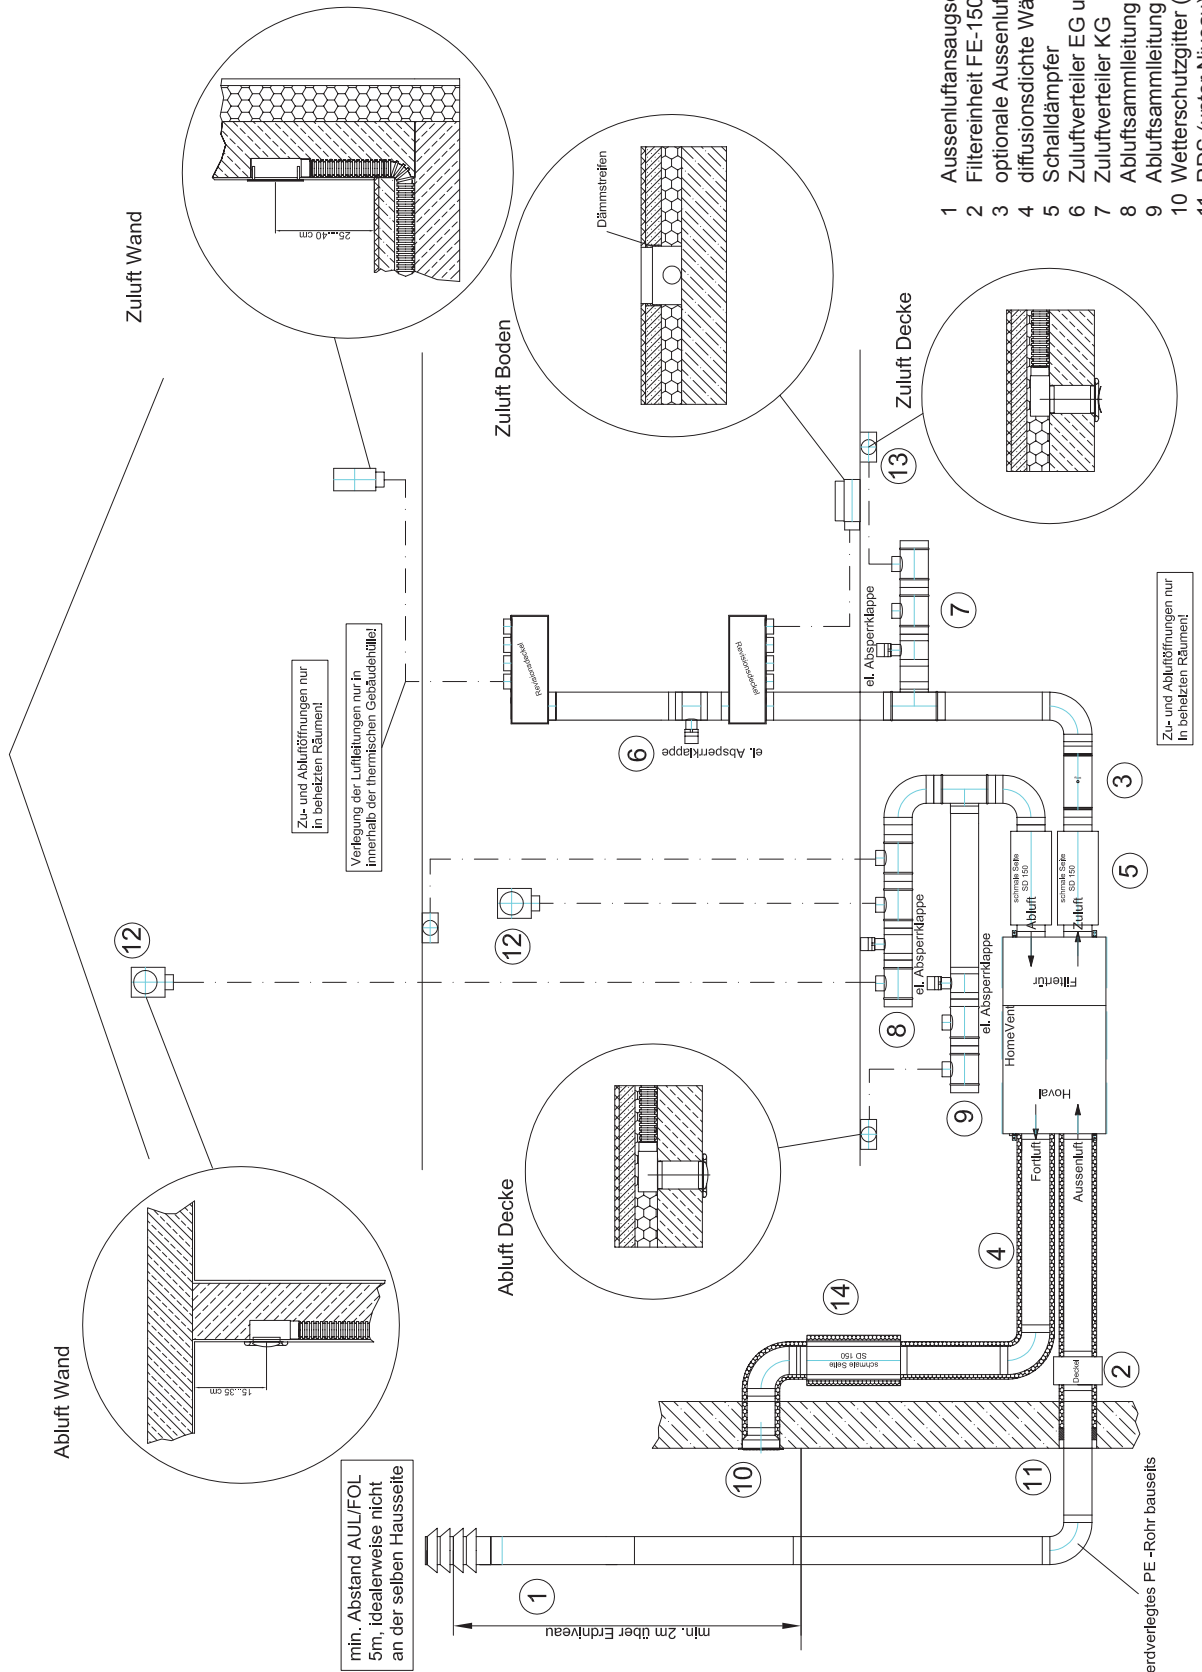 Zuluft Wand
25...40 cm
Abluft Wand
15...35 cm
12
Zu- und Abluftöffnungen nur
in beheizten Räumen!
Verlegung der Luftleitungen nur in
innerhalb der thermischen Gebäudehülle!
min. Abstand AUL/FOL
5m, idealerweise nicht
an der selben Hausseite
Zuluft Boden
Dämmstreifen
12
Revisionsdeckel
6
el. Absperrklappe
Revisionsdeckel
Abluft Decke
Zuluft Decke
13
el. Absperrklappe
7
8
el. Absperrklappe
9
el. Absperrklappe
1
min. 2m über Erdniveau
10
14
schmale Seite
SD 150
4
Fortluft
Aussenluft
HomeVent
Hoval
Filtertür
Abluft
schmale Seite
SD 150
Zuluft
schmale Seite
SD 150
5
3
Deckel
2
11
erdverlegtes PE -Rohr bauseits
Zu- und Abluftöffnungen nur
in beheizten Räumen!
1 Aussenluftansaugs
2 Filtereinheit FE-150
3 optionale Aussenluf
4 diffusionsdichte Wä
5 Schalldämpfer
6 Zuluftverteiler EG u
7 Zuluftverteiler KG
8 Abluftsammlleitung
9 Abluftsammlleitung
10 Wetterschutzgitter (